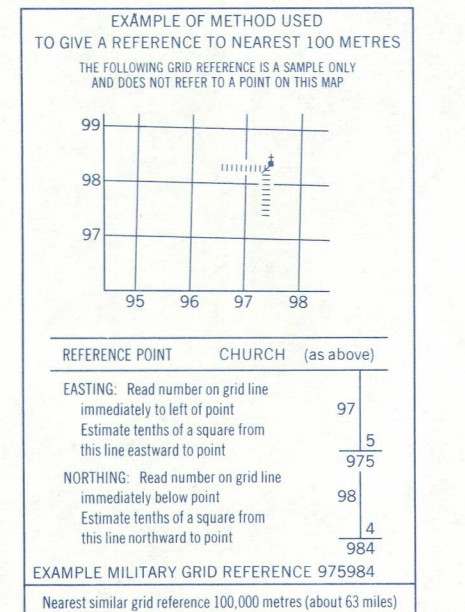 EXAMPLE OF METHOD USED
TO GIVE A REFERENCE TO NEAREST 100 METRES
THE FOLLOWING GRID REFERENCE IS A SAMPLE ONLY
AND DOES NOT REFER TO A POINT ON THIS MAP
99
98
97
95 96 97 98
REFERENCE POINT CHURCH (as above)
EASTING: Read number on grid line
immediately to left of point 97
Estimate tenths of a square from
this line eastward to point 5
975
NORTHING: Read number on grid line
immediately below point 98
Estimate tenths of a square from
this line northward to point 4
984
EXAMPLE MILITARY GRID REFERENCE 975984
Nearest similar grid reference 100,000 metres (about 63 miles)